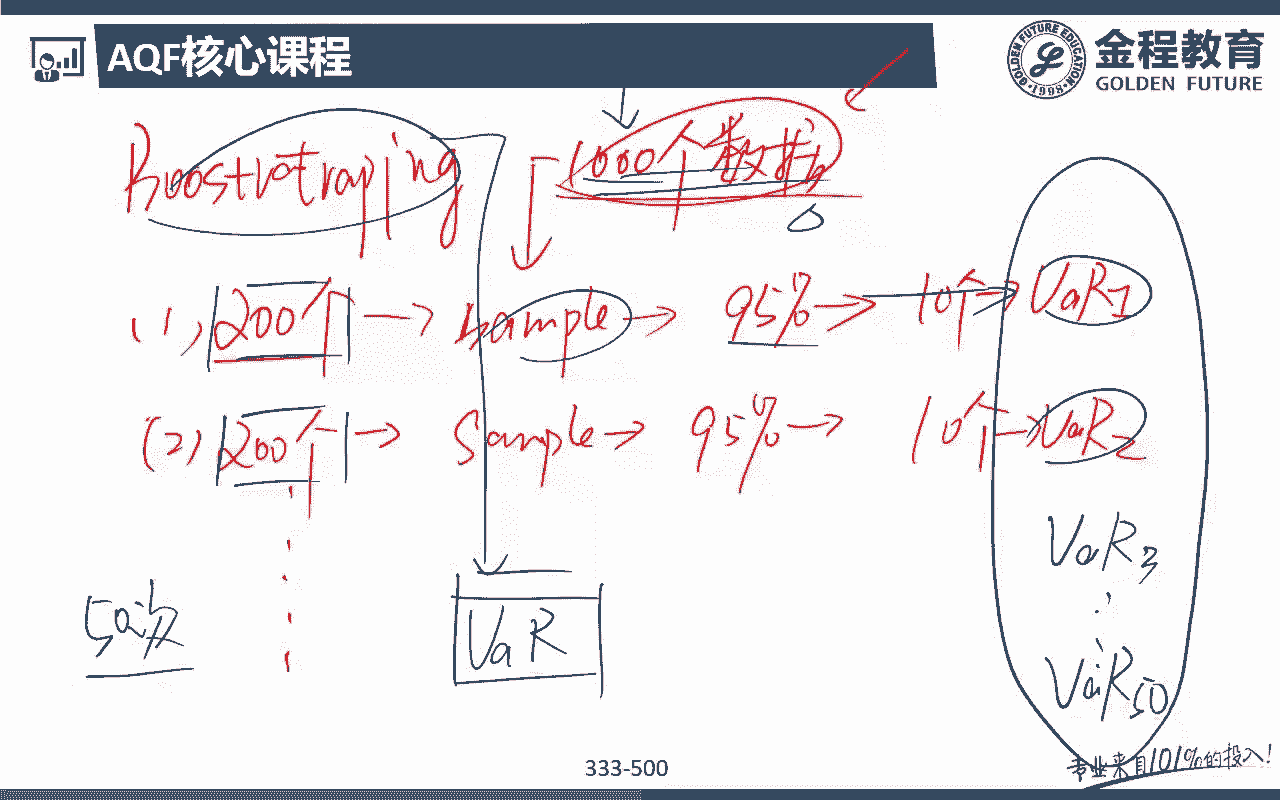 AQF核心课程
金程教育
GOLDEN FUTURE
GOLDEN FUTURE EDUCATION
1998
Boostratraping 1000个数据
(1) 200个 → Sample → 95% → 10个 → VaR1
(2) 200个 → Sample → 95% → 10个 → VaR2
VaR3
50次 VaR VaR50
333-500
专业来自101%的投入!